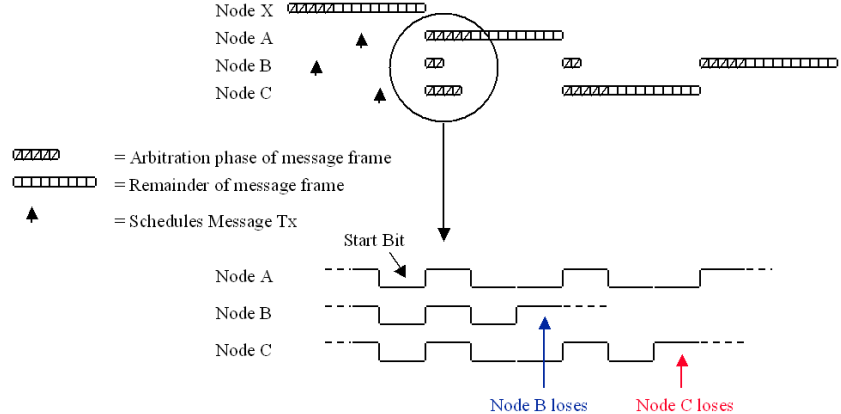 Node X
Node A
Node B
Node C
= Arbitration phase of message frame
= Remainder of message frame
= Schedules Message Tx
Start Bit
Node A
Node B
Node C
Node B loses
Node C loses